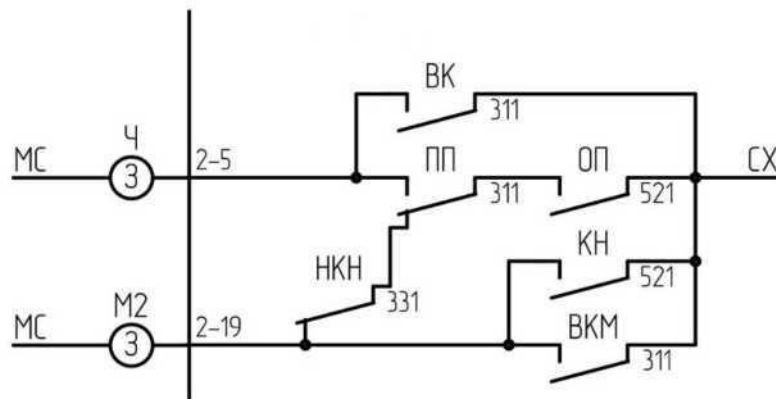 ВК
311
Ч
МС
3
2-5
ПП
311
ОП
521
СХ
НКН
331
КН
521
М2
МС
3
2-19
ВКМ
311